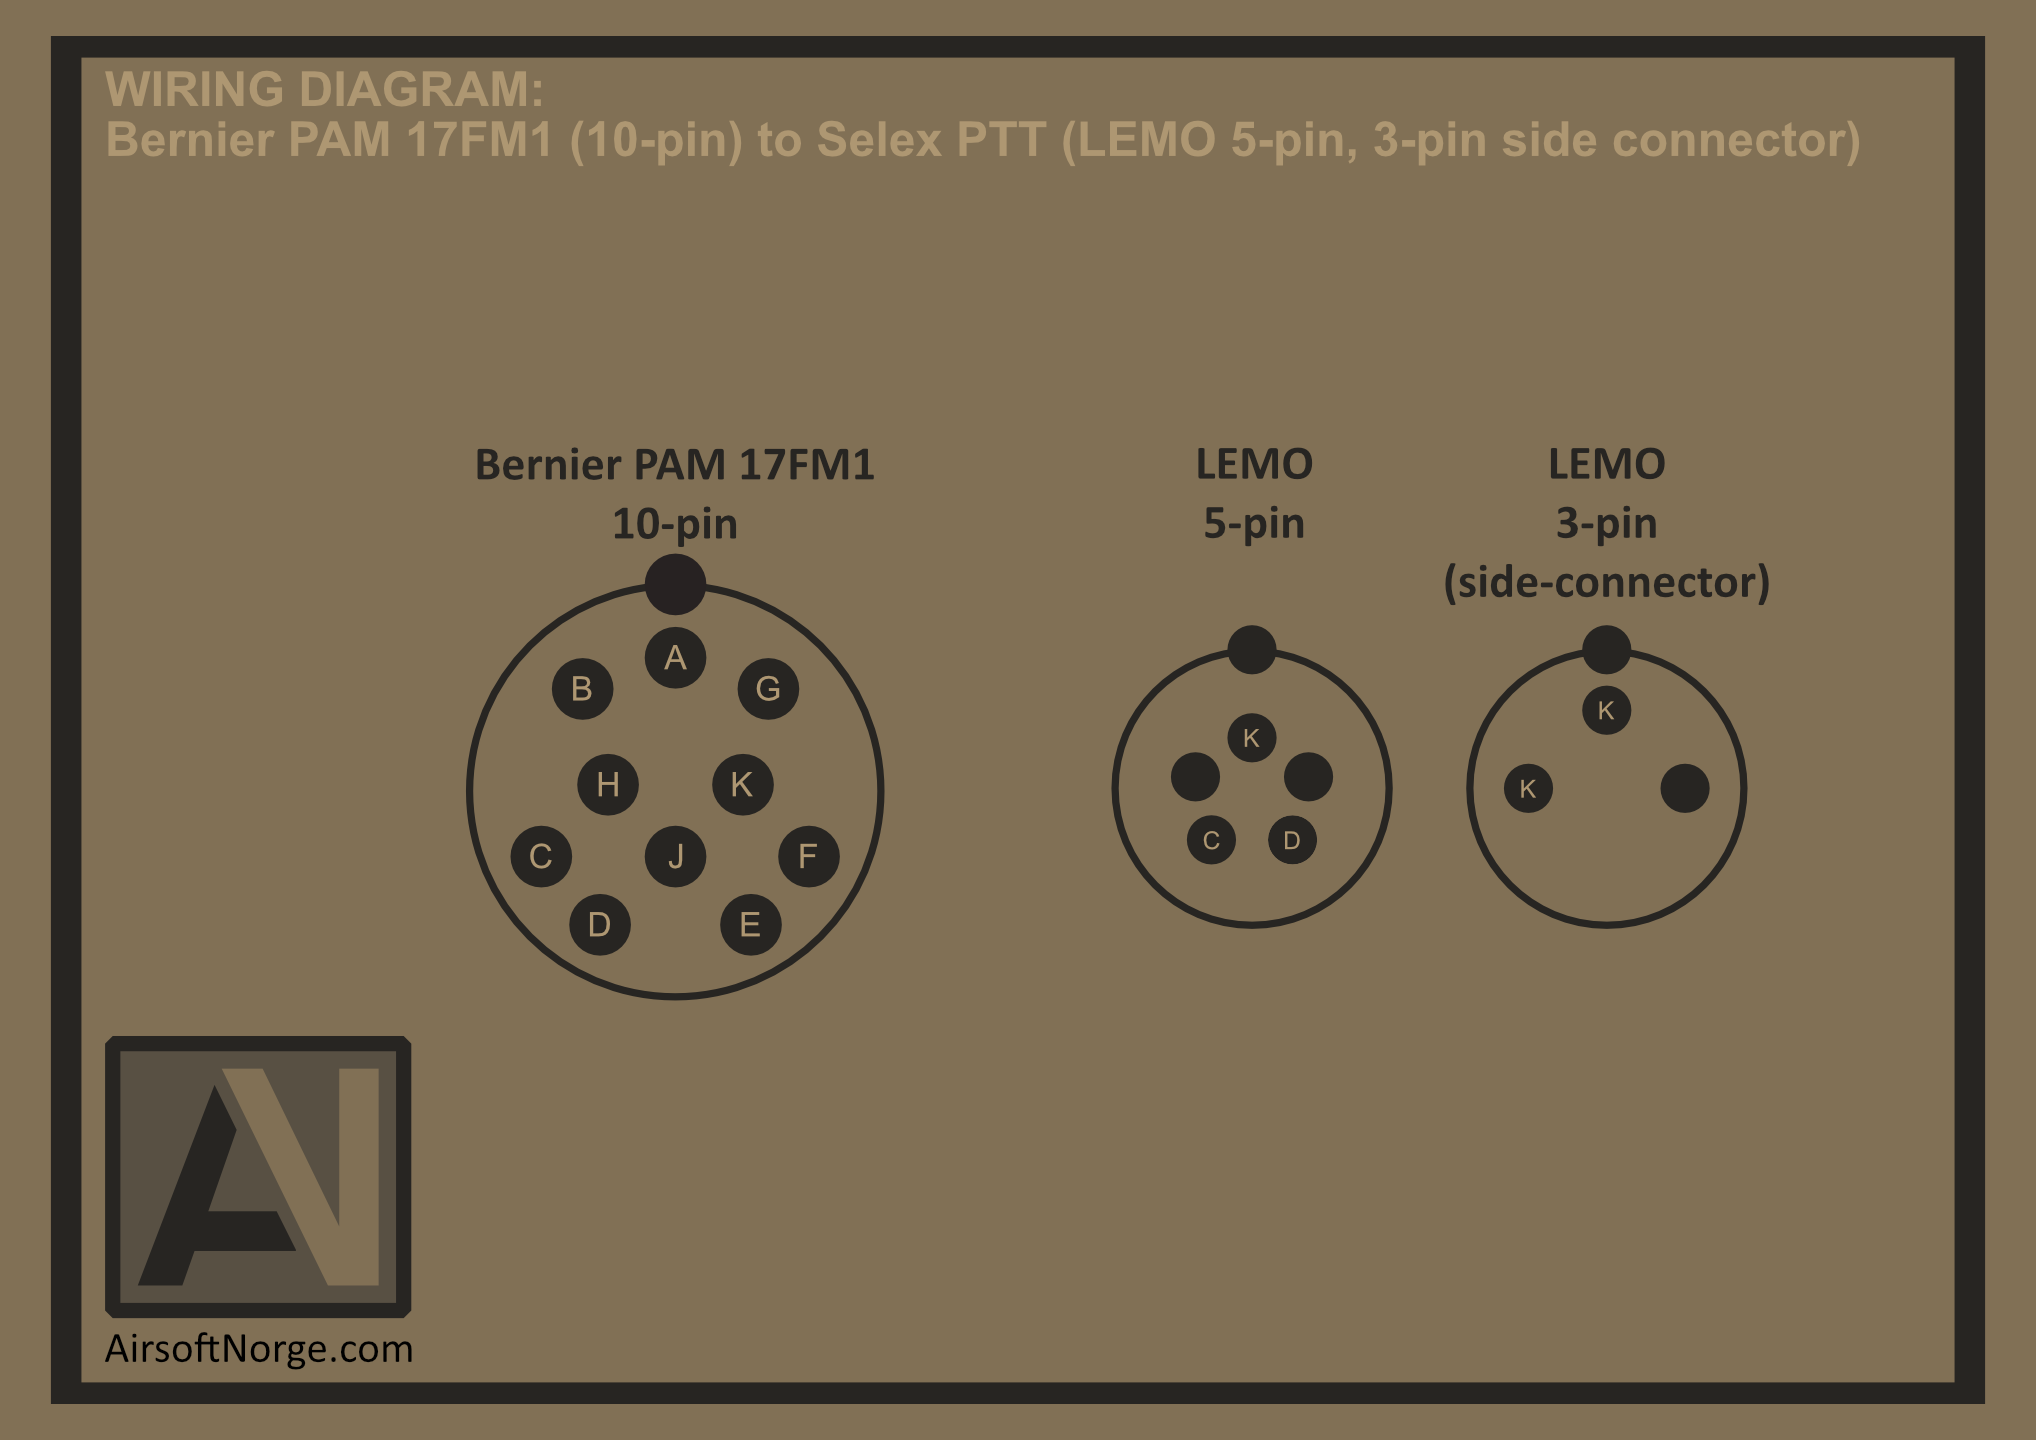 WIRING DIAGRAM:
Bernier PAM 17FM1 (10-pin) to Selex PTT (LEMO 5-pin, 3-pin side connector)
Bernier PAM 17FM1
10-pin
A
B
G
H
K
C
J
F
D
E
LEMO
5-pin
K
C
D
LEMO
3-pin
(side-connector)
K
K
AN
AirsoftNorge.com